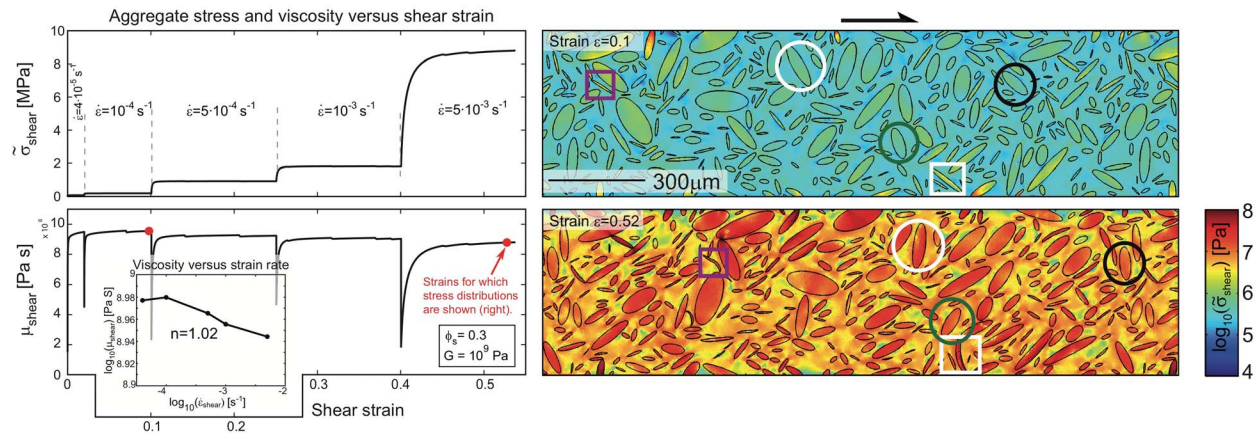 Aggregate stress and viscosity versus shear strain
10
8
6
4
2
0
σ̃shear [MPa]
ε̇=4·10⁻⁵ s⁻¹
ε̇=10⁻⁴ s⁻¹
ε̇=5·10⁻⁴ s⁻¹
ε̇=10⁻³ s⁻¹
ε̇=5·10⁻³ s⁻¹
Strain ε=0.1
300μm
10
8
6
4
2
0
μshear [Pa s]
Viscosity versus strain rate
9
8.98
8.96
8.94
8.92
8.9
log₁₀(μshear) [Pa S]
n=1.02
-4
-3
-2
log₁₀(ε̇shear) [s⁻¹]
Strains for which
stress distributions
are shown (right).
ϕs = 0.3
G = 10⁹ Pa
0
0.1
0.2
0.3
0.4
0.5
Shear strain
Strain ε=0.52
8
7
6
5
4
log₁₀(σ̃shear) [Pa]